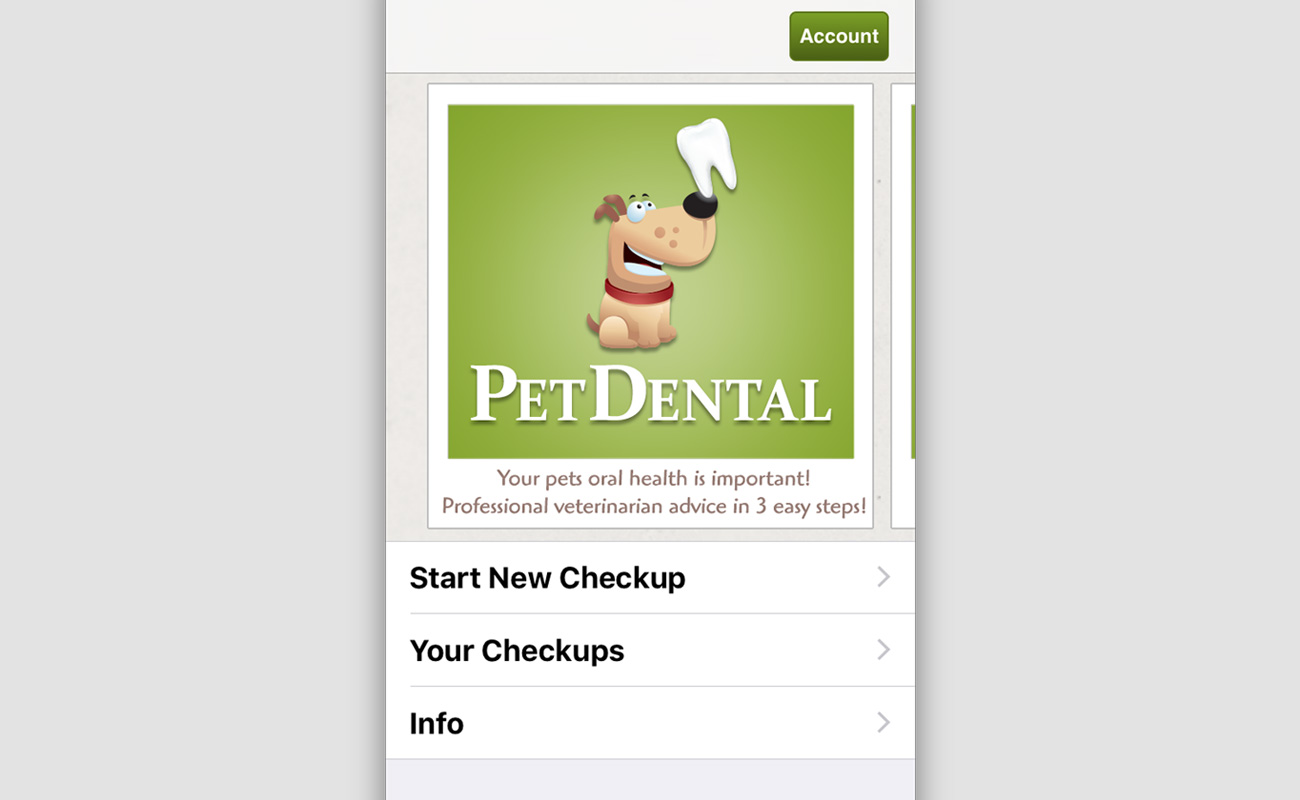 Account
PETDENTAL
Your pets oral health is important!
Professional veterinarian advice in 3 easy steps!
Start New Checkup
Your Checkups
Info